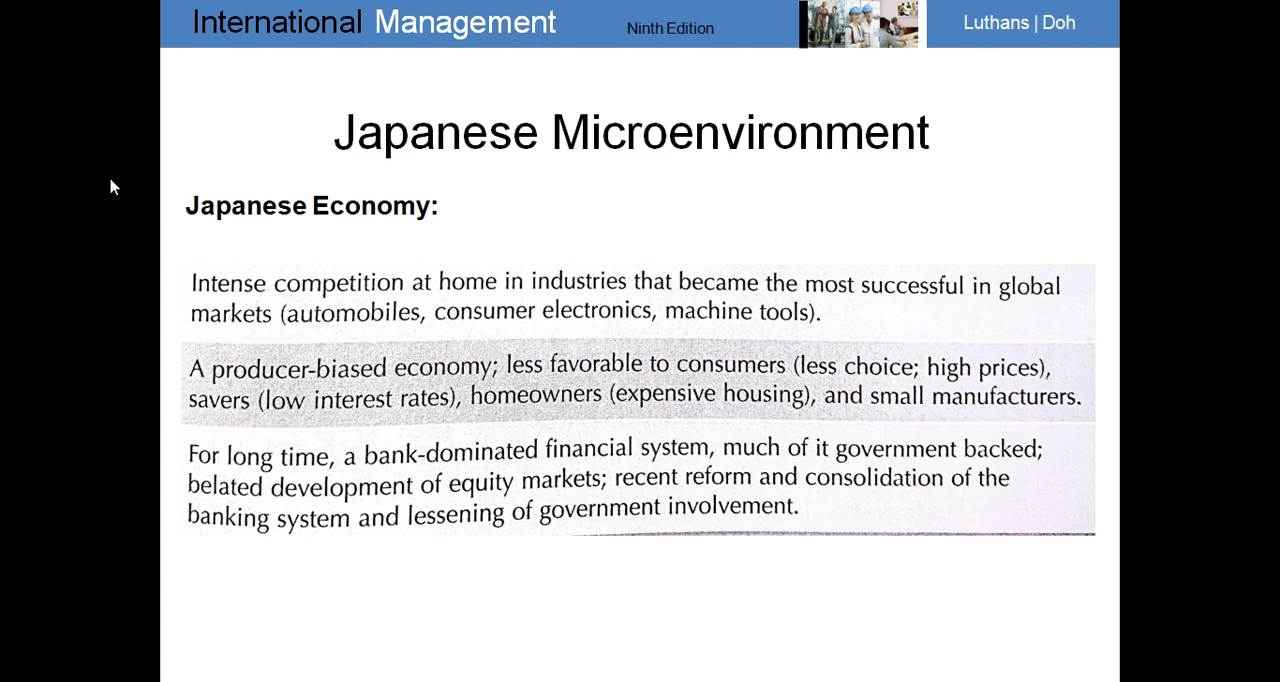 International Management Ninth Edition Luthans | Doh
Japanese Microenvironment
Japanese Economy:
Intense competition at home in industries that became the most successful in global
markets (automobiles, consumer electronics, machine tools).
A producer-biased economy; less favorable to consumers (less choice; high prices),
savers (low interest rates), homeowners (expensive housing), and small manufacturers.
For long time, a bank-dominated financial system, much of it government backed;
belated development of equity markets; recent reform and consolidation of the
banking system and lessening of government involvement.